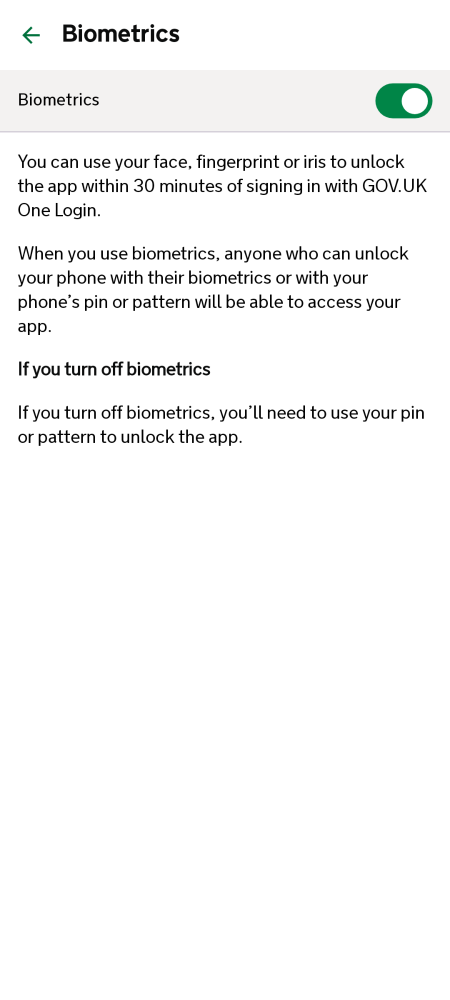 Biometrics
Biometrics
You can use your face, fingerprint or iris to unlock
the app within 30 minutes of signing in with GOV.UK
One Login.
When you use biometrics, anyone who can unlock
your phone with their biometrics or with your
phone’s pin or pattern will be able to access your
app.
If you turn off biometrics
If you turn off biometrics, you’ll need to use your pin
or pattern to unlock the app.